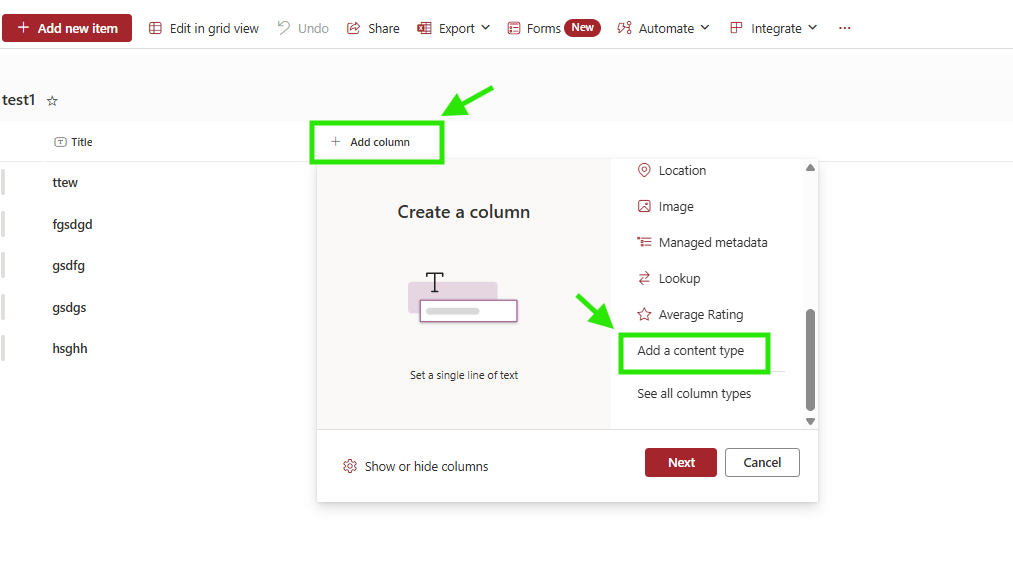 Add new item Edit in grid view Undo Share Export Forms New Automate Integrate ...
test1
Title
+ Add column
ttew
fgsdgd
gsdfg
gsdgs
hsghh
Create a column
T
Set a single line of text
Location
Image
Managed metadata
Lookup
Average Rating
Add a content type
See all column types
Show or hide columns
Next Cancel